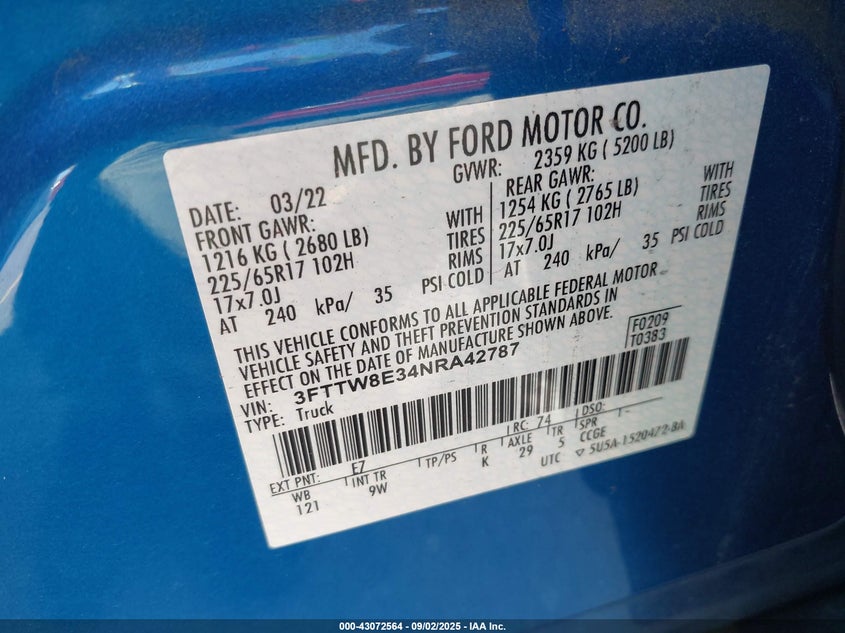 MFD. BY FORD MOTOR CO.
DATE: 03/22 GVWR: 2359 KG ( 5200 LB)
FRONT GAWR: REAR GAWR:
1216 KG ( 2680 LB) WITH 1254 KG ( 2765 LB) WITH
225/65R17 102H TIRES 225/65R17 102H TIRES
17x7.0J RIMS 17x7.0J RIMS
AT 240 kPa/ 35 PSI COLD AT 240 kPa/ 35 PSI COLD
THIS VEHICLE CONFORMS TO ALL APPLICABLE FEDERAL MOTOR
VEHICLE SAFETY AND THEFT PREVENTION STANDARDS IN
EFFECT ON THE DATE OF MANUFACTURE SHOWN ABOVE.
F0209
T0383
VIN: 3FTTW8E34NRA42787
TYPE: Truck
RC: 74 DSO:
EXT PNT: E7 TP/PS R AXLE TR SPR -
WB INT TR K 29 5 CCGE
121 9W UTC ▽ 5U5A-1520472-BA
000-43072564 - 09/02/2025 - IAA Inc.